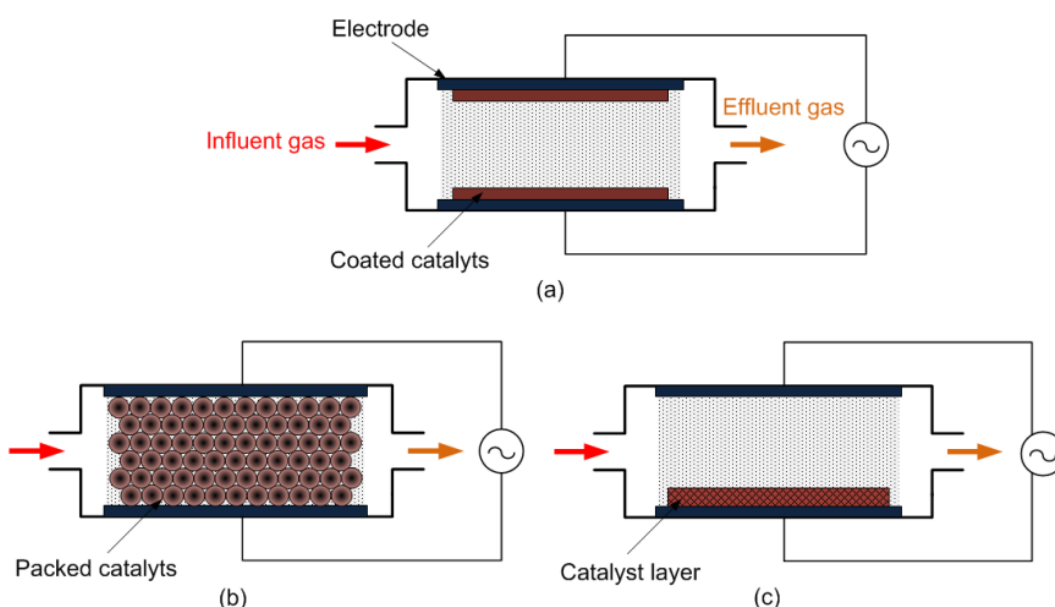 Electrode
Influent gas
Effluent gas
Coated catalyts
(a)
Packed catalyts
(b)
Catalyst layer
(c)